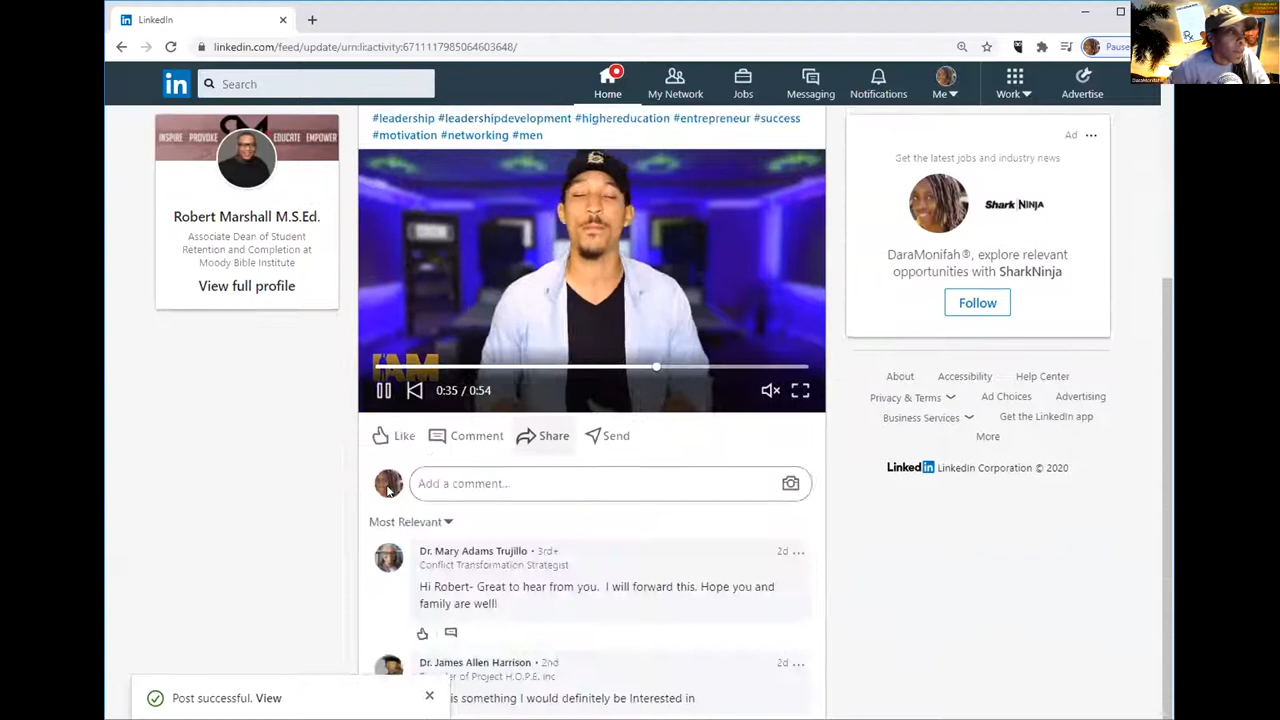 LinkedIn
linkedin.com/feed/update/urn:li:activity:6711117985064603648/
Pause
in
Search
Home
My Network
Jobs
Messaging
Notifications
Me
Work
Advertise
INSPIRE PROVOKE
EDUCATE EMPOWER
Robert Marshall M.S.Ed.
Associate Dean of Student
Retention and Completion at
Moody Bible Institute
View full profile
#leadership #leadershipdevelopment #highereducation #entrepreneur #success
#motivation #networking #men
I AM
0:35 / 0:54
Like
Comment
Share
Send
Add a comment...
Most Relevant
Dr. Mary Adams Trujillo • 3rd+
2d ...
Conflict Transformation Strategist
Hi Robert- Great to hear from you. I will forward this. Hope you and
family are well!
Dr. James Allen Harrison • 2nd
2d ...
of Project H.O.P.E. inc
is something I would definitely be Interested in
Post successful. View
Ad ...
Get the latest jobs and industry news
Shark NINJA
DaraMonifah®, explore relevant
opportunities with SharkNinja
Follow
About
Accessibility
Help Center
Privacy & Terms
Ad Choices
Advertising
Business Services
Get the LinkedIn app
More
LinkedIn LinkedIn Corporation © 2020